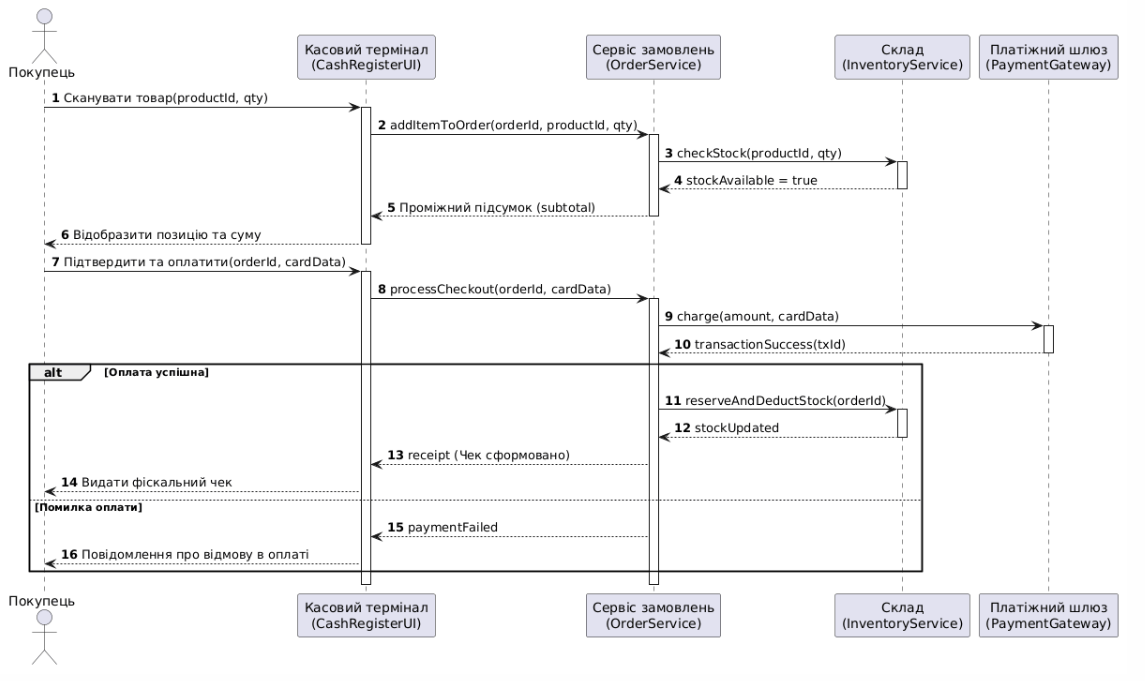 Покупець
Касовий термінал
(CashRegisterUI)
Сервіс замовлень
(OrderService)
Склад
(InventoryService)
Платіжний шлюз
(PaymentGateway)
1 Сканувати товар(productId, qty)
2 addItemToOrder(orderId, productId, qty)
3 checkStock(productId, qty)
4 stockAvailable = true
5 Проміжний підсумок (subtotal)
6 Відобразити позицію та суму
7 Підтвердити та оплатити(orderId, cardData)
8 processCheckout(orderId, cardData)
9 charge(amount, cardData)
10 transactionSuccess(txId)
alt [Оплата успішна]
11 reserveAndDeductStock(orderId)
12 stockUpdated
13 receipt (Чек сформовано)
14 Видати фіскальний чек
[Помилка оплати]
15 paymentFailed
16 Повідомлення про відмову в оплаті
Покупець
Касовий термінал
(CashRegisterUI)
Сервіс замовлень
(OrderService)
Склад
(InventoryService)
Платіжний шлюз
(PaymentGateway)